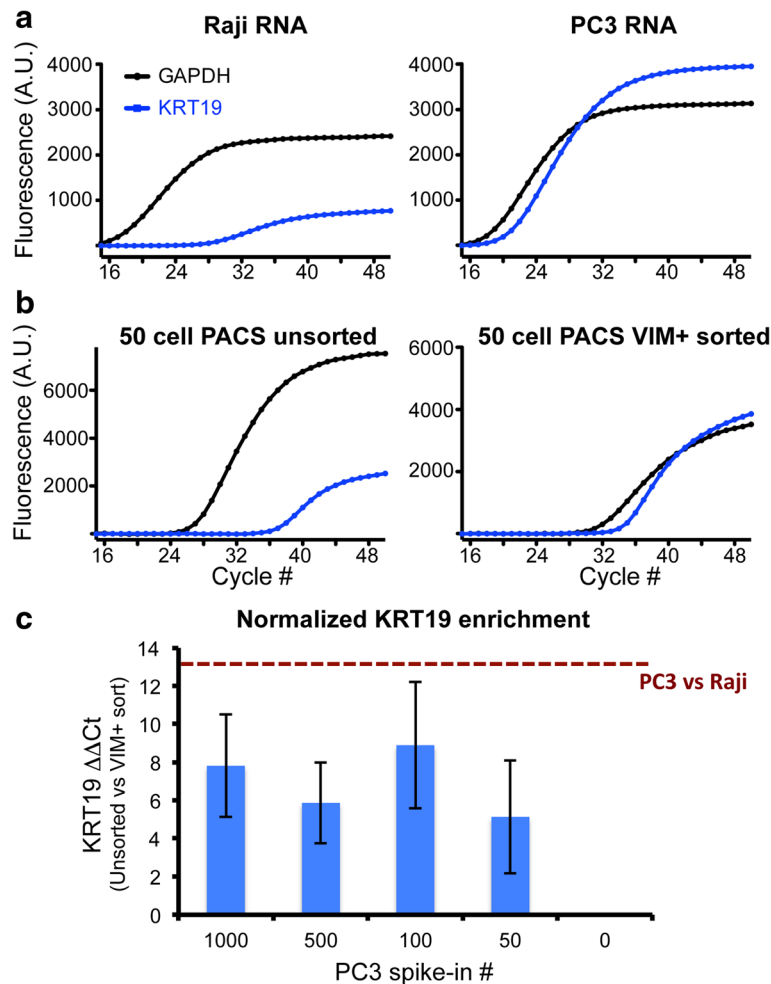 a
Raji RNA
PC3 RNA
Fluorescence (A.U.)
4000
3000
2000
1000
GAPDH
KRT19
16 24 32 40 48
4000
3000
2000
1000
16 24 32 40 48
b
50 cell PACS unsorted
50 cell PACS VIM+ sorted
Fluorescence (A.U.)
6000
4000
2000
16 24 32 40 48
Cycle #
6000
4000
2000
16 24 32 40 48
Cycle #
c
Normalized KRT19 enrichment
KRT19 ΔΔCt
(Unsorted vs VIM+ sort)
14
12
10
8
6
4
2
0
PC3 vs Raji
1000 500 100 50 0
PC3 spike-in #